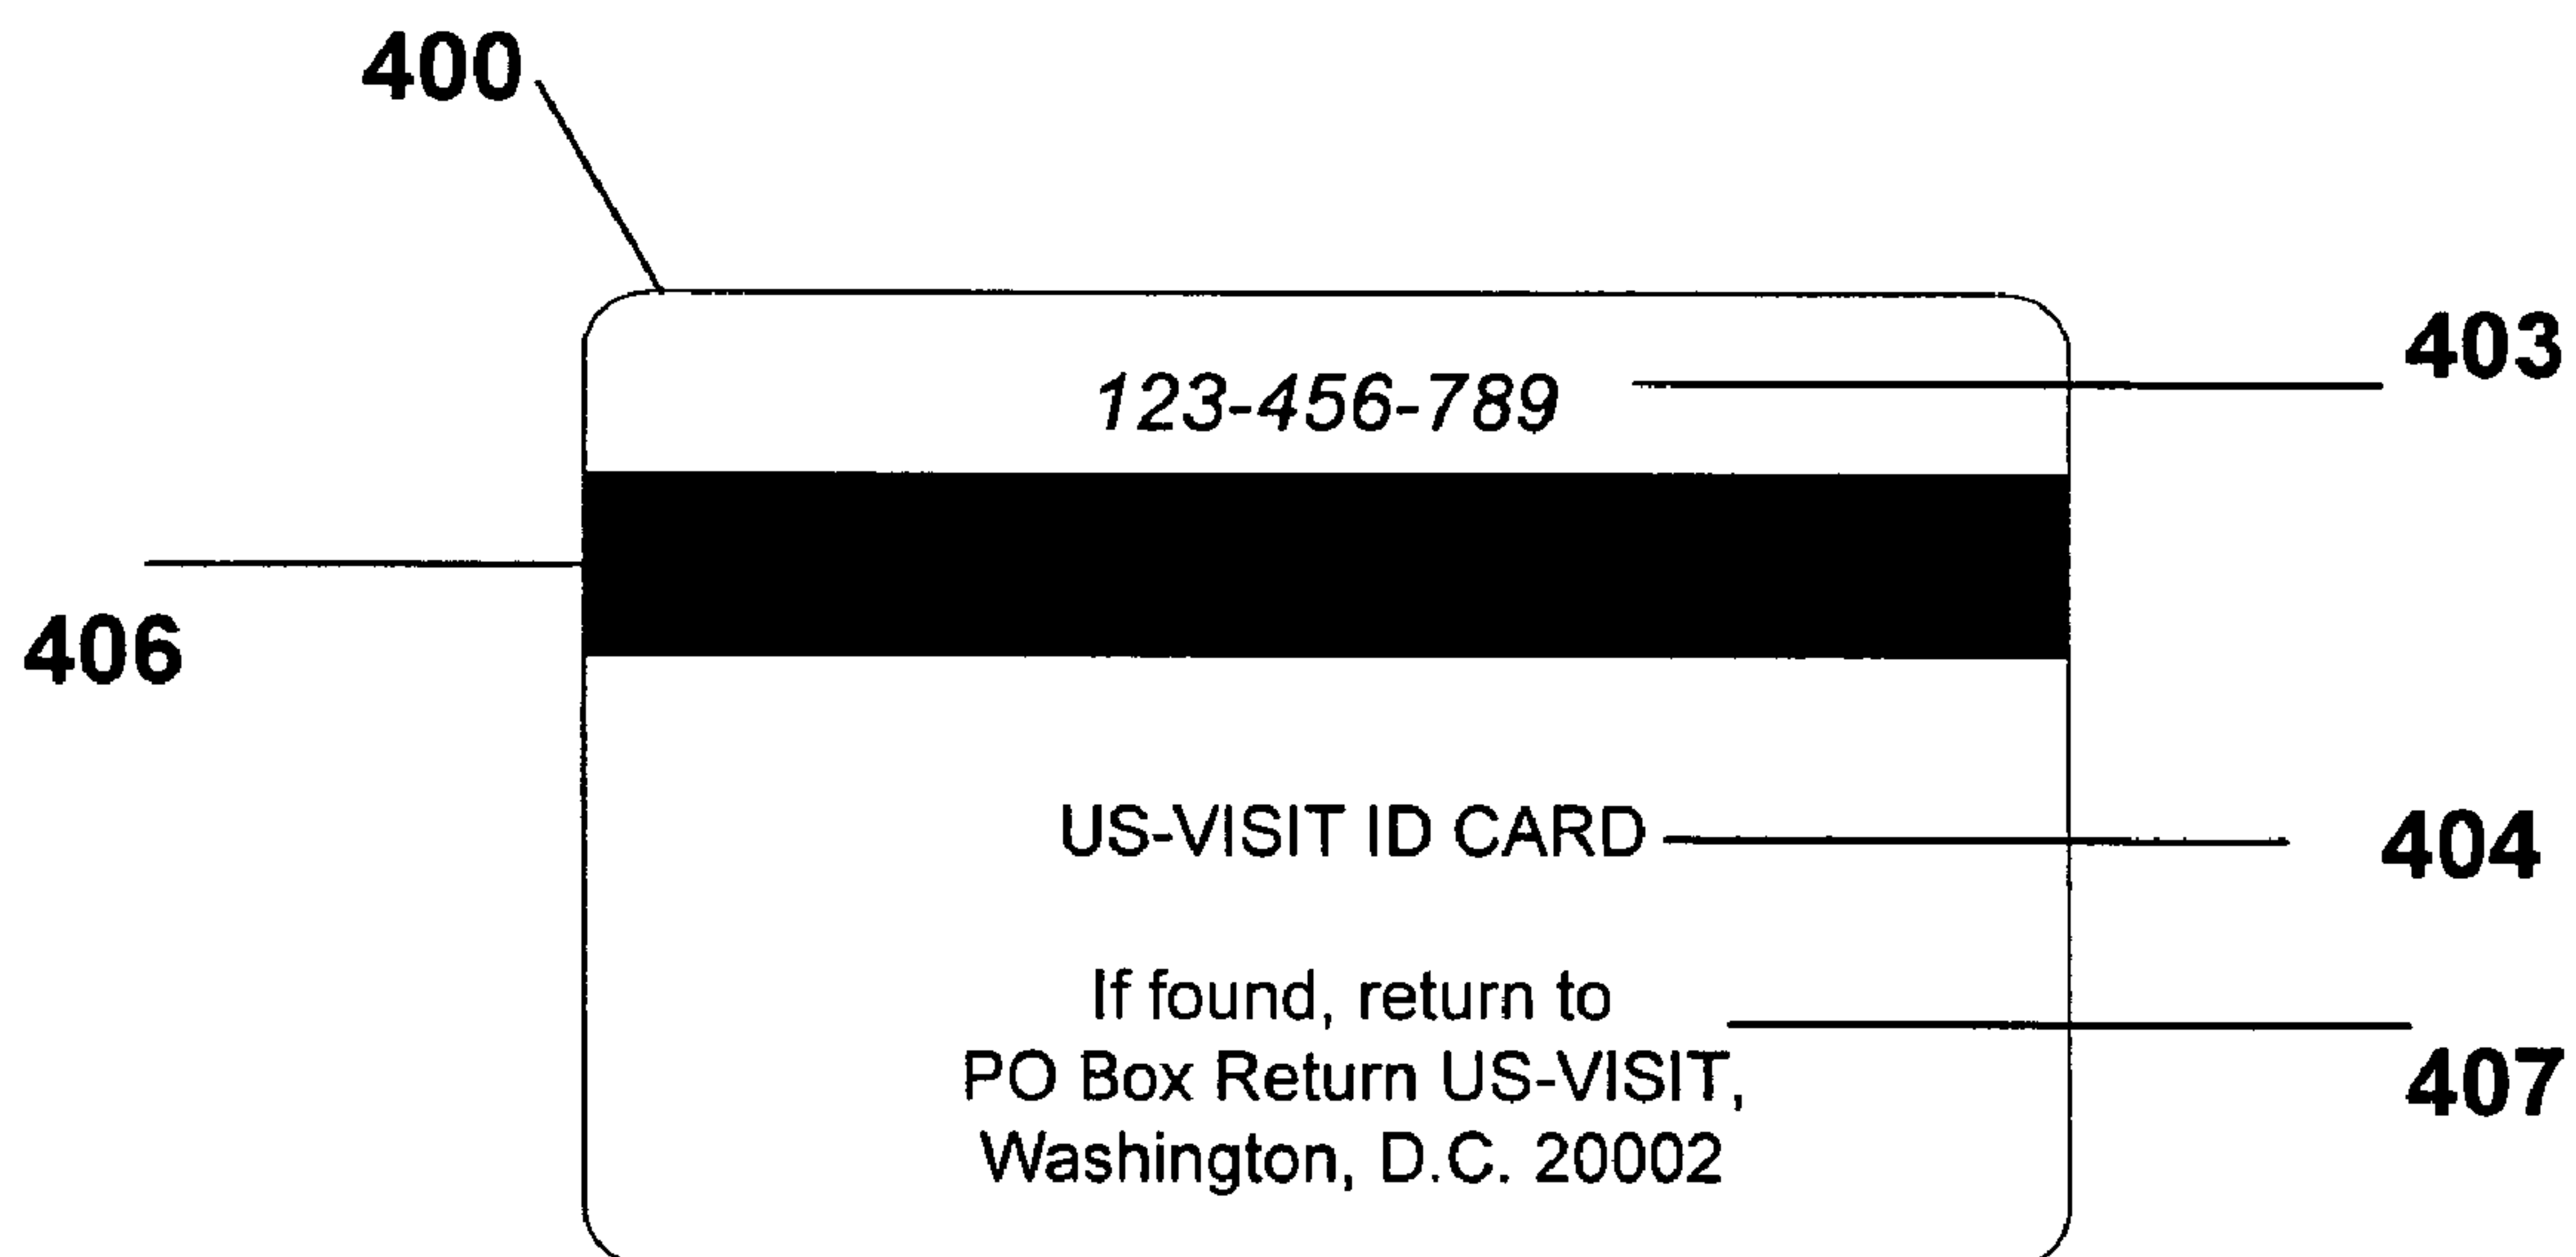 400
403
123-456-789
406
US-VISIT ID CARD
404
If found, return to
PO Box Return US-VISIT,
Washington, D.C. 20002
407